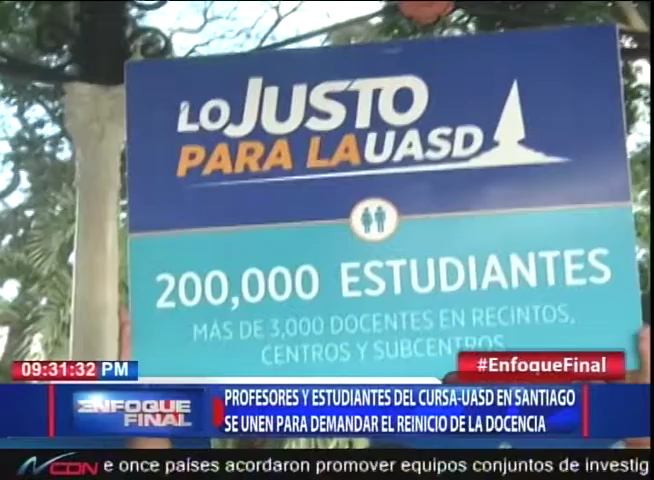 LO JUSTO
PARA LA UASD
200,000 ESTUDIANTES
MÁS DE 3,000 DOCENTES EN RECINTOS,
CENTROS Y SUBCENTROS
#EnfoqueFinal
09:31:32 PM
ENFOQUE
FINAL
PROFESORES Y ESTUDIANTES DEL CURSA-UASD EN SANTIAGO
SE UNEN PARA DEMANDAR EL REINICIO DE LA DOCENCIA
NCDN e once países acordaron promover equipos conjuntos de investig